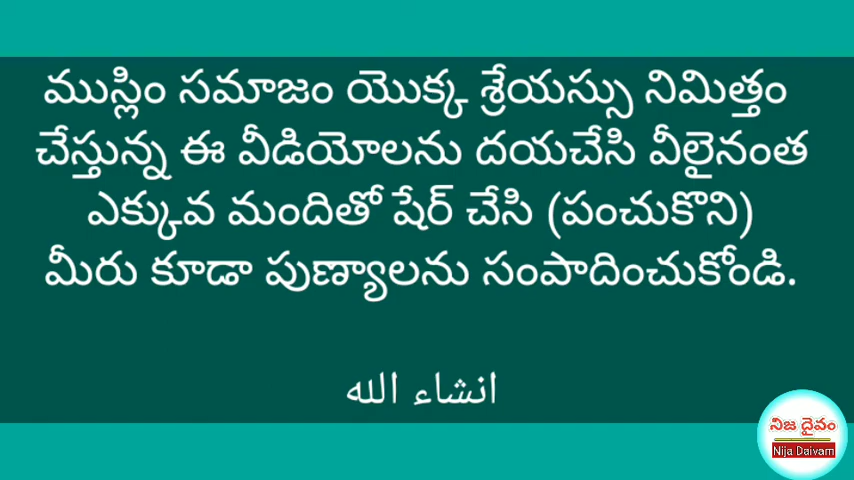 ముస్లిం సమాజం యొక్క శ్రేయస్సు నిమిత్తం
చేస్తున్న ఈ వీడియోలను దయచేసి వీలైనంత
ఎక్కువ మందితో షేర్ చేసి (పంచుకొని)
మీరు కూడా పుణ్యాలను సంపాదించుకోండి.
انشاء الله
నిజ దైవం
Nija Daivam